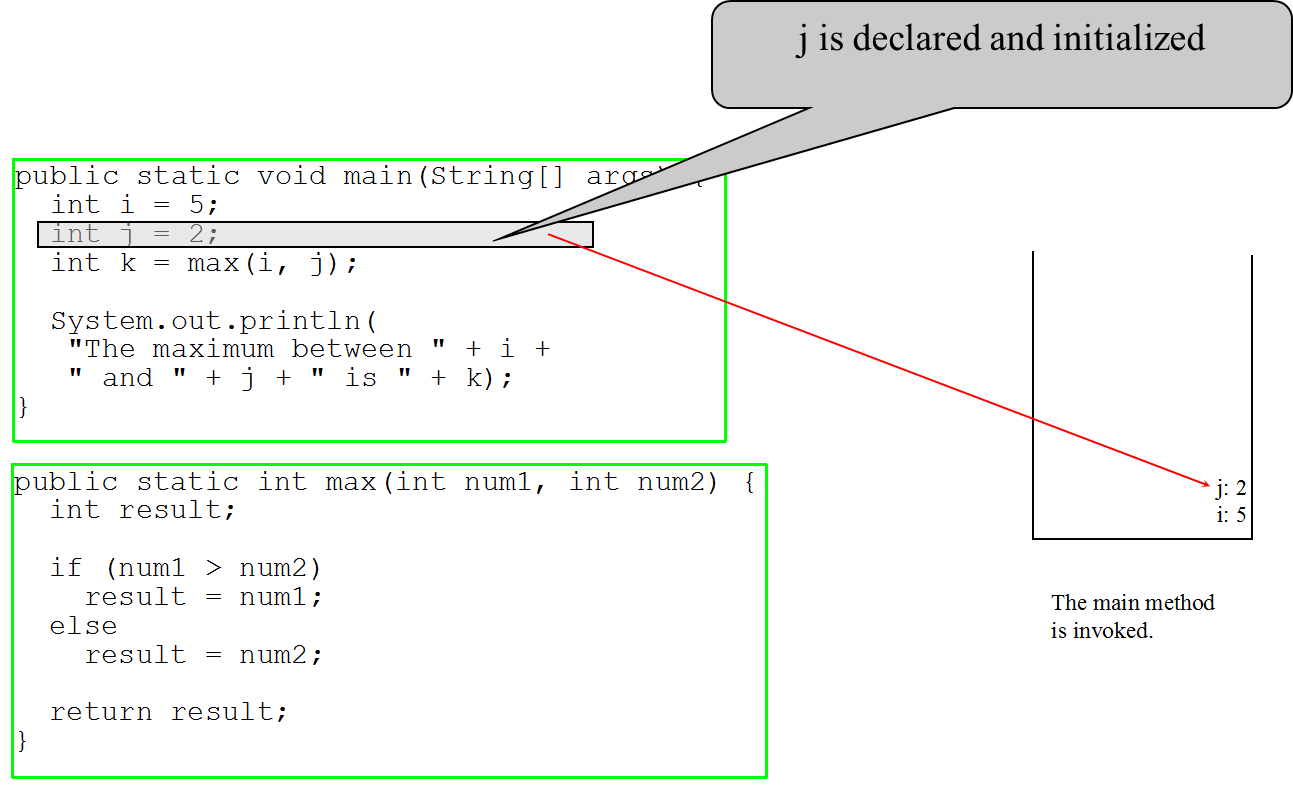 j is declared and initialized
public static void main(String[] args) {
  int i = 5;
  int j = 2;
  int k = max(i, j);
  System.out.println(
   "The maximum between " + i +
   " and " + j + " is " + k);
}
public static int max(int num1, int num2) {
  int result;
  if (num1 > num2)
    result = num1;
  else
    result = num2;
  return result;
}
j: 2
i: 5
The main method
is invoked.